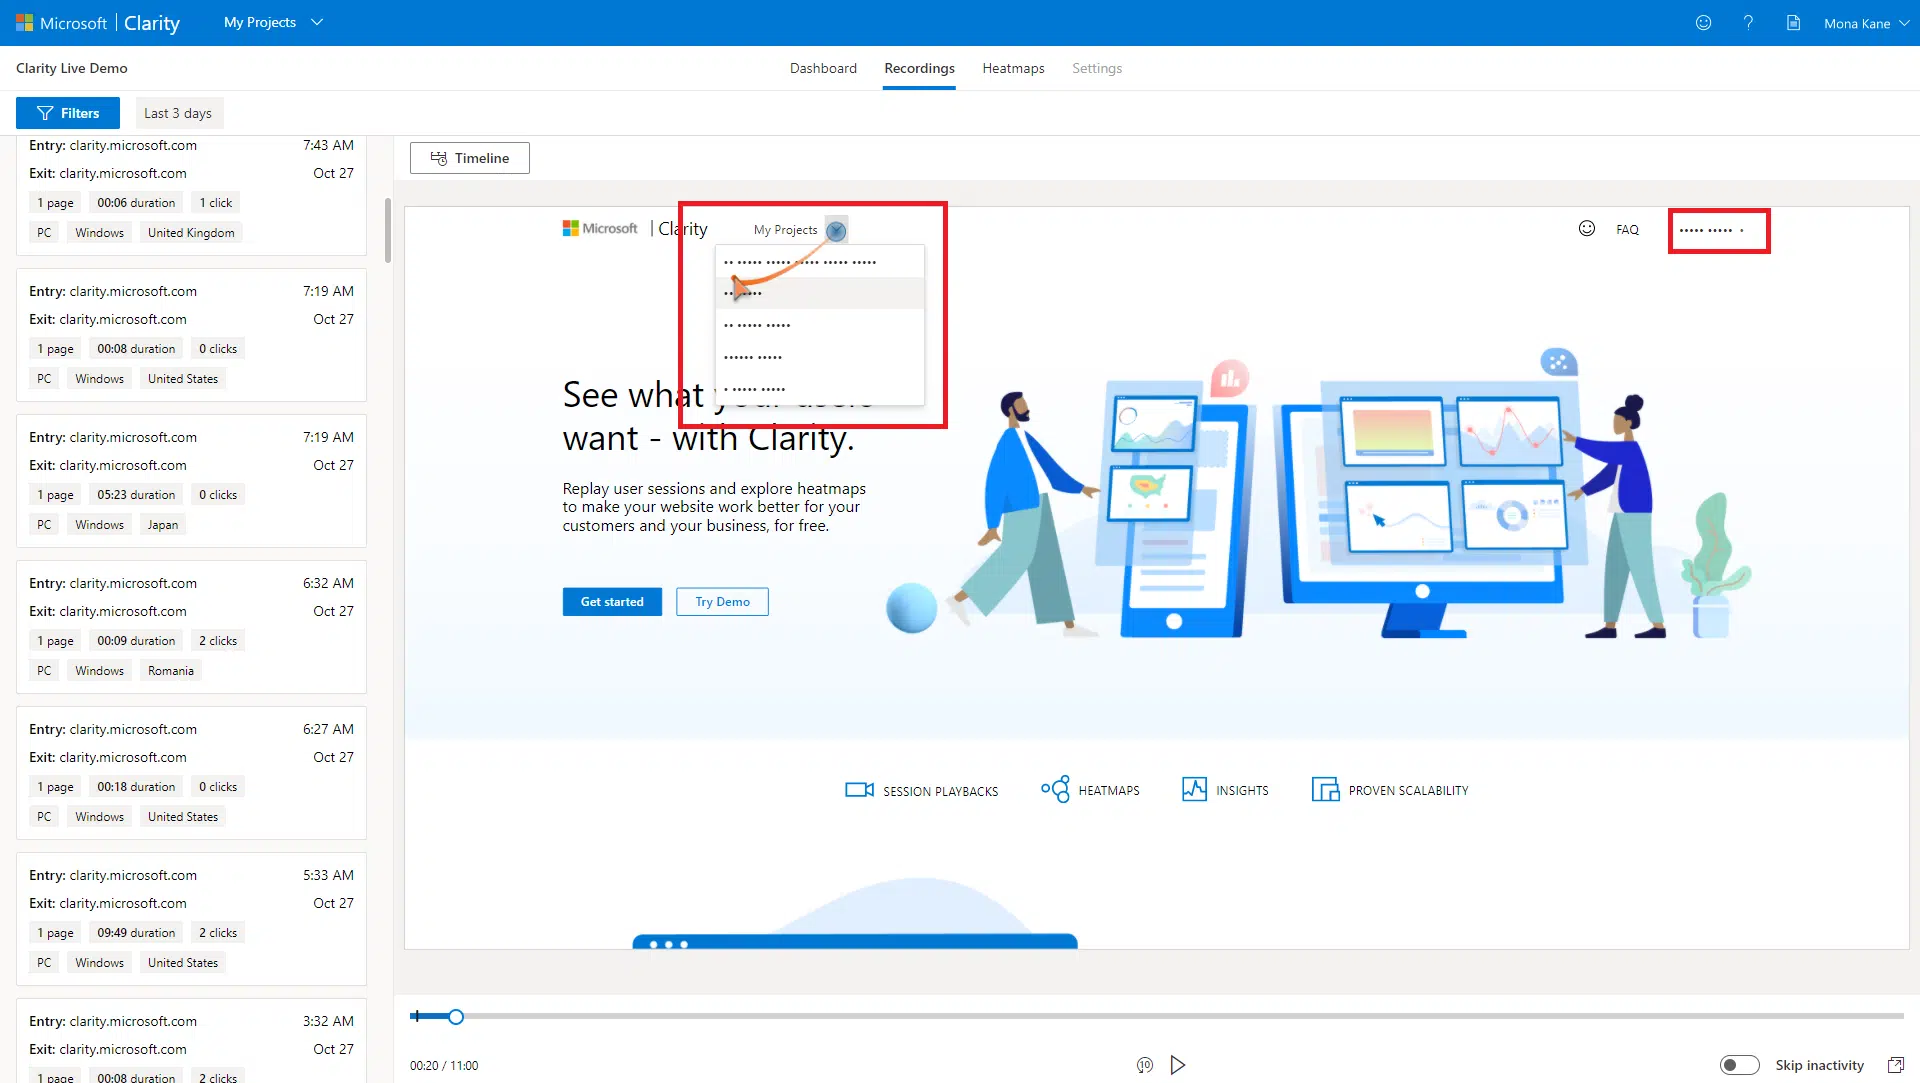 Microsoft | Clarity My Projects Mona Kane
Clarity Live Demo Dashboard Recordings Heatmaps Settings
Filters Last 3 days
Entry: clarity.microsoft.com 7:43 AM
Exit: clarity.microsoft.com Oct 27
1 page 00:06 duration 1 click
PC Windows United Kingdom
Entry: clarity.microsoft.com 7:19 AM
Exit: clarity.microsoft.com Oct 27
1 page 00:08 duration 0 clicks
PC Windows United States
Entry: clarity.microsoft.com 7:19 AM
Exit: clarity.microsoft.com Oct 27
1 page 05:23 duration 0 clicks
PC Windows Japan
Entry: clarity.microsoft.com 6:32 AM
Exit: clarity.microsoft.com Oct 27
1 page 00:09 duration 2 clicks
PC Windows Romania
Entry: clarity.microsoft.com 6:27 AM
Exit: clarity.microsoft.com Oct 27
1 page 00:18 duration 0 clicks
PC Windows United States
Entry: clarity.microsoft.com 5:33 AM
Exit: clarity.microsoft.com Oct 27
1 page 09:49 duration 2 clicks
PC Windows United States
Entry: clarity.microsoft.com 3:32 AM
Exit: clarity.microsoft.com Oct 27
1 page 00:08 duration 2 clicks
Timeline
Microsoft | Clarity My Projects FAQ
•• ••••• ••••• ••••• ••••• •••••
•• ••••• •••••
•••••• •••••
• ••••• •••••
••••• ••••• •
See what your users
want - with Clarity.
Replay user sessions and explore heatmaps
to make your website work better for your
customers and your business, for free.
Get started Try Demo
SESSION PLAYBACKS HEATMAPS INSIGHTS PROVEN SCALABILITY
00:20 / 11:00 10 Skip inactivity